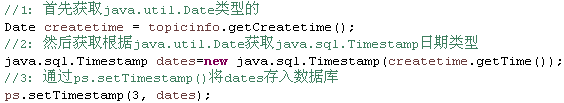 //1: 首先获取java.util.Date类型的
Date createtime = topicinfo.getCreatetime();
//2: 然后获取根据java.util.Date获取java.sql.Timestamp日期类型
java.sql.Timestamp dates=new java.sql.Timestamp(createtime.getTime());
//3: 通过ps.setTimestamp()将dates存入数据库
ps.setTimestamp(3, dates);